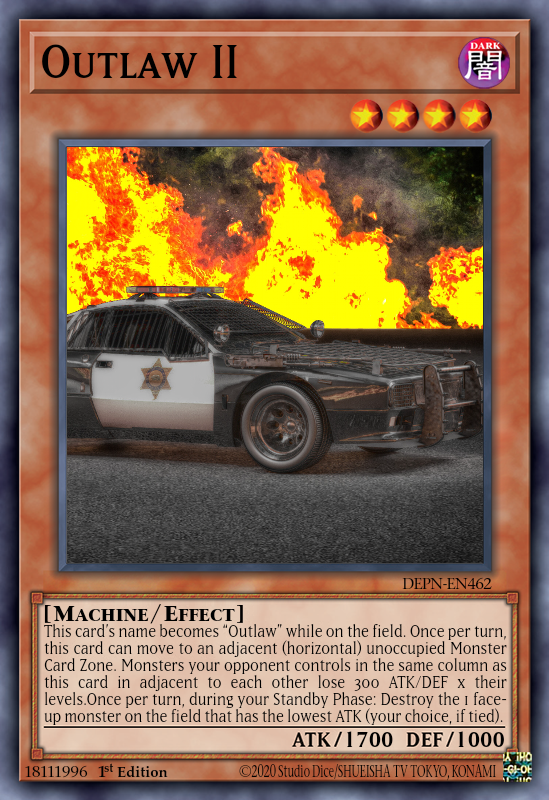 Outlaw II
DARK
闇
DEPN-EN462
[Machine/Effect]
This card's name becomes “Outlaw” while on the field. Once per turn,
this card can move to an adjacent (horizontal) unoccupied Monster
Card Zone. Monsters your opponent controls in the same column as
this card in adjacent to each other lose 300 ATK/DEF x their
levels.Once per turn, during your Standby Phase: Destroy the 1 face-
up monster on the field that has the lowest ATK (your choice, if tied).
ATK/1700 DEF/1000
18111996 1st Edition ©2020 Studio Dice/SHUEISHA TV TOKYO, KONAMI